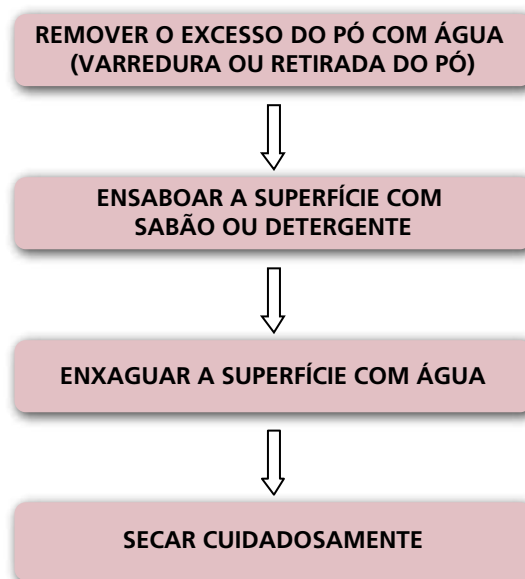 REMOVER O EXCESSO DO PÓ COM ÁGUA
(VARREDURA OU RETIRADA DO PÓ)
ENSABOAR A SUPERFÍCIE COM
SABÃO OU DETERGENTE
ENXAGUAR A SUPERFÍCIE COM ÁGUA
SECAR CUIDADOSAMENTE